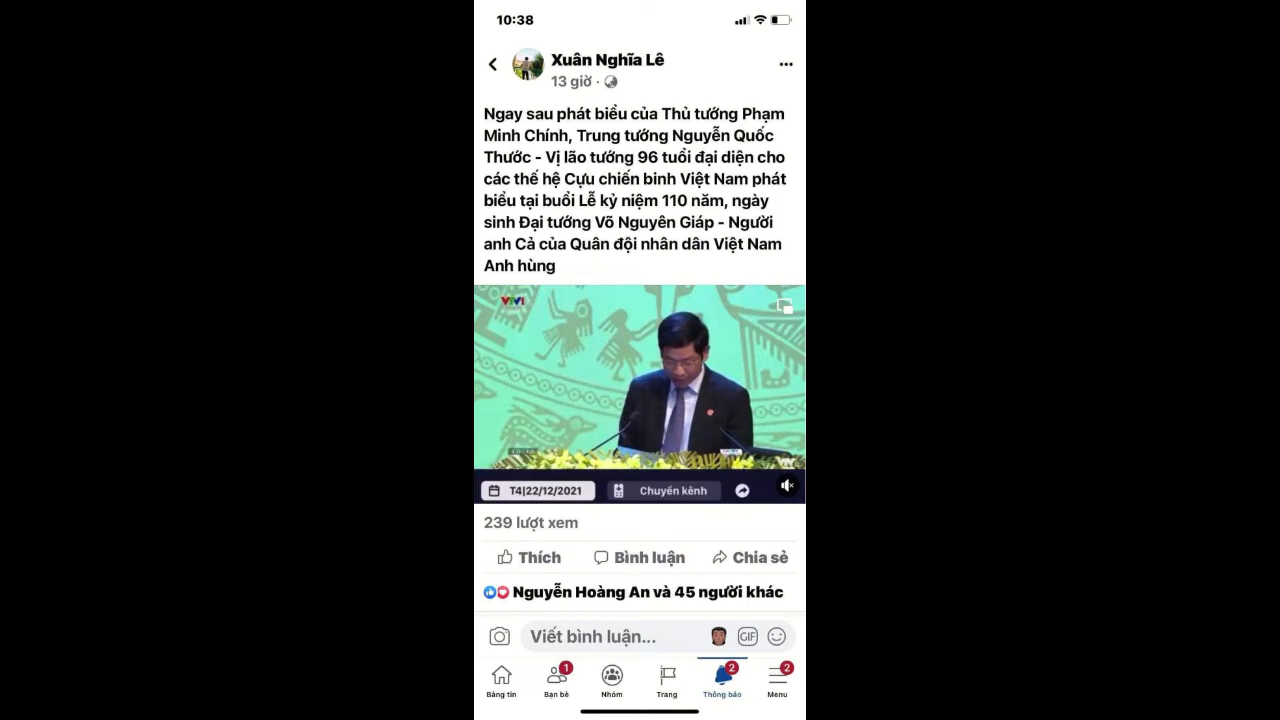 10:38
Xuân Nghĩa Lê
13 giờ ·
Ngay sau phát biểu của Thủ tướng Phạm
Minh Chính, Trung tướng Nguyễn Quốc
Thước - Vị lão tướng 96 tuổi đại diện cho
các thế hệ Cựu chiến binh Việt Nam phát
biểu tại buổi Lễ kỷ niệm 110 năm, ngày
sinh Đại tướng Võ Nguyên Giáp - Người
anh Cả của Quân đội nhân dân Việt Nam
Anh hùng
VTV1
T4|22/12/2021
Chuyển kênh
239 lượt xem
Thích
Bình luận
Chia sẻ
Nguyễn Hoàng An và 45 người khác
Viết bình luận...
GIF
1
2
2
Bảng tin
Bạn bè
Nhóm
Trang
Thông báo
Menu